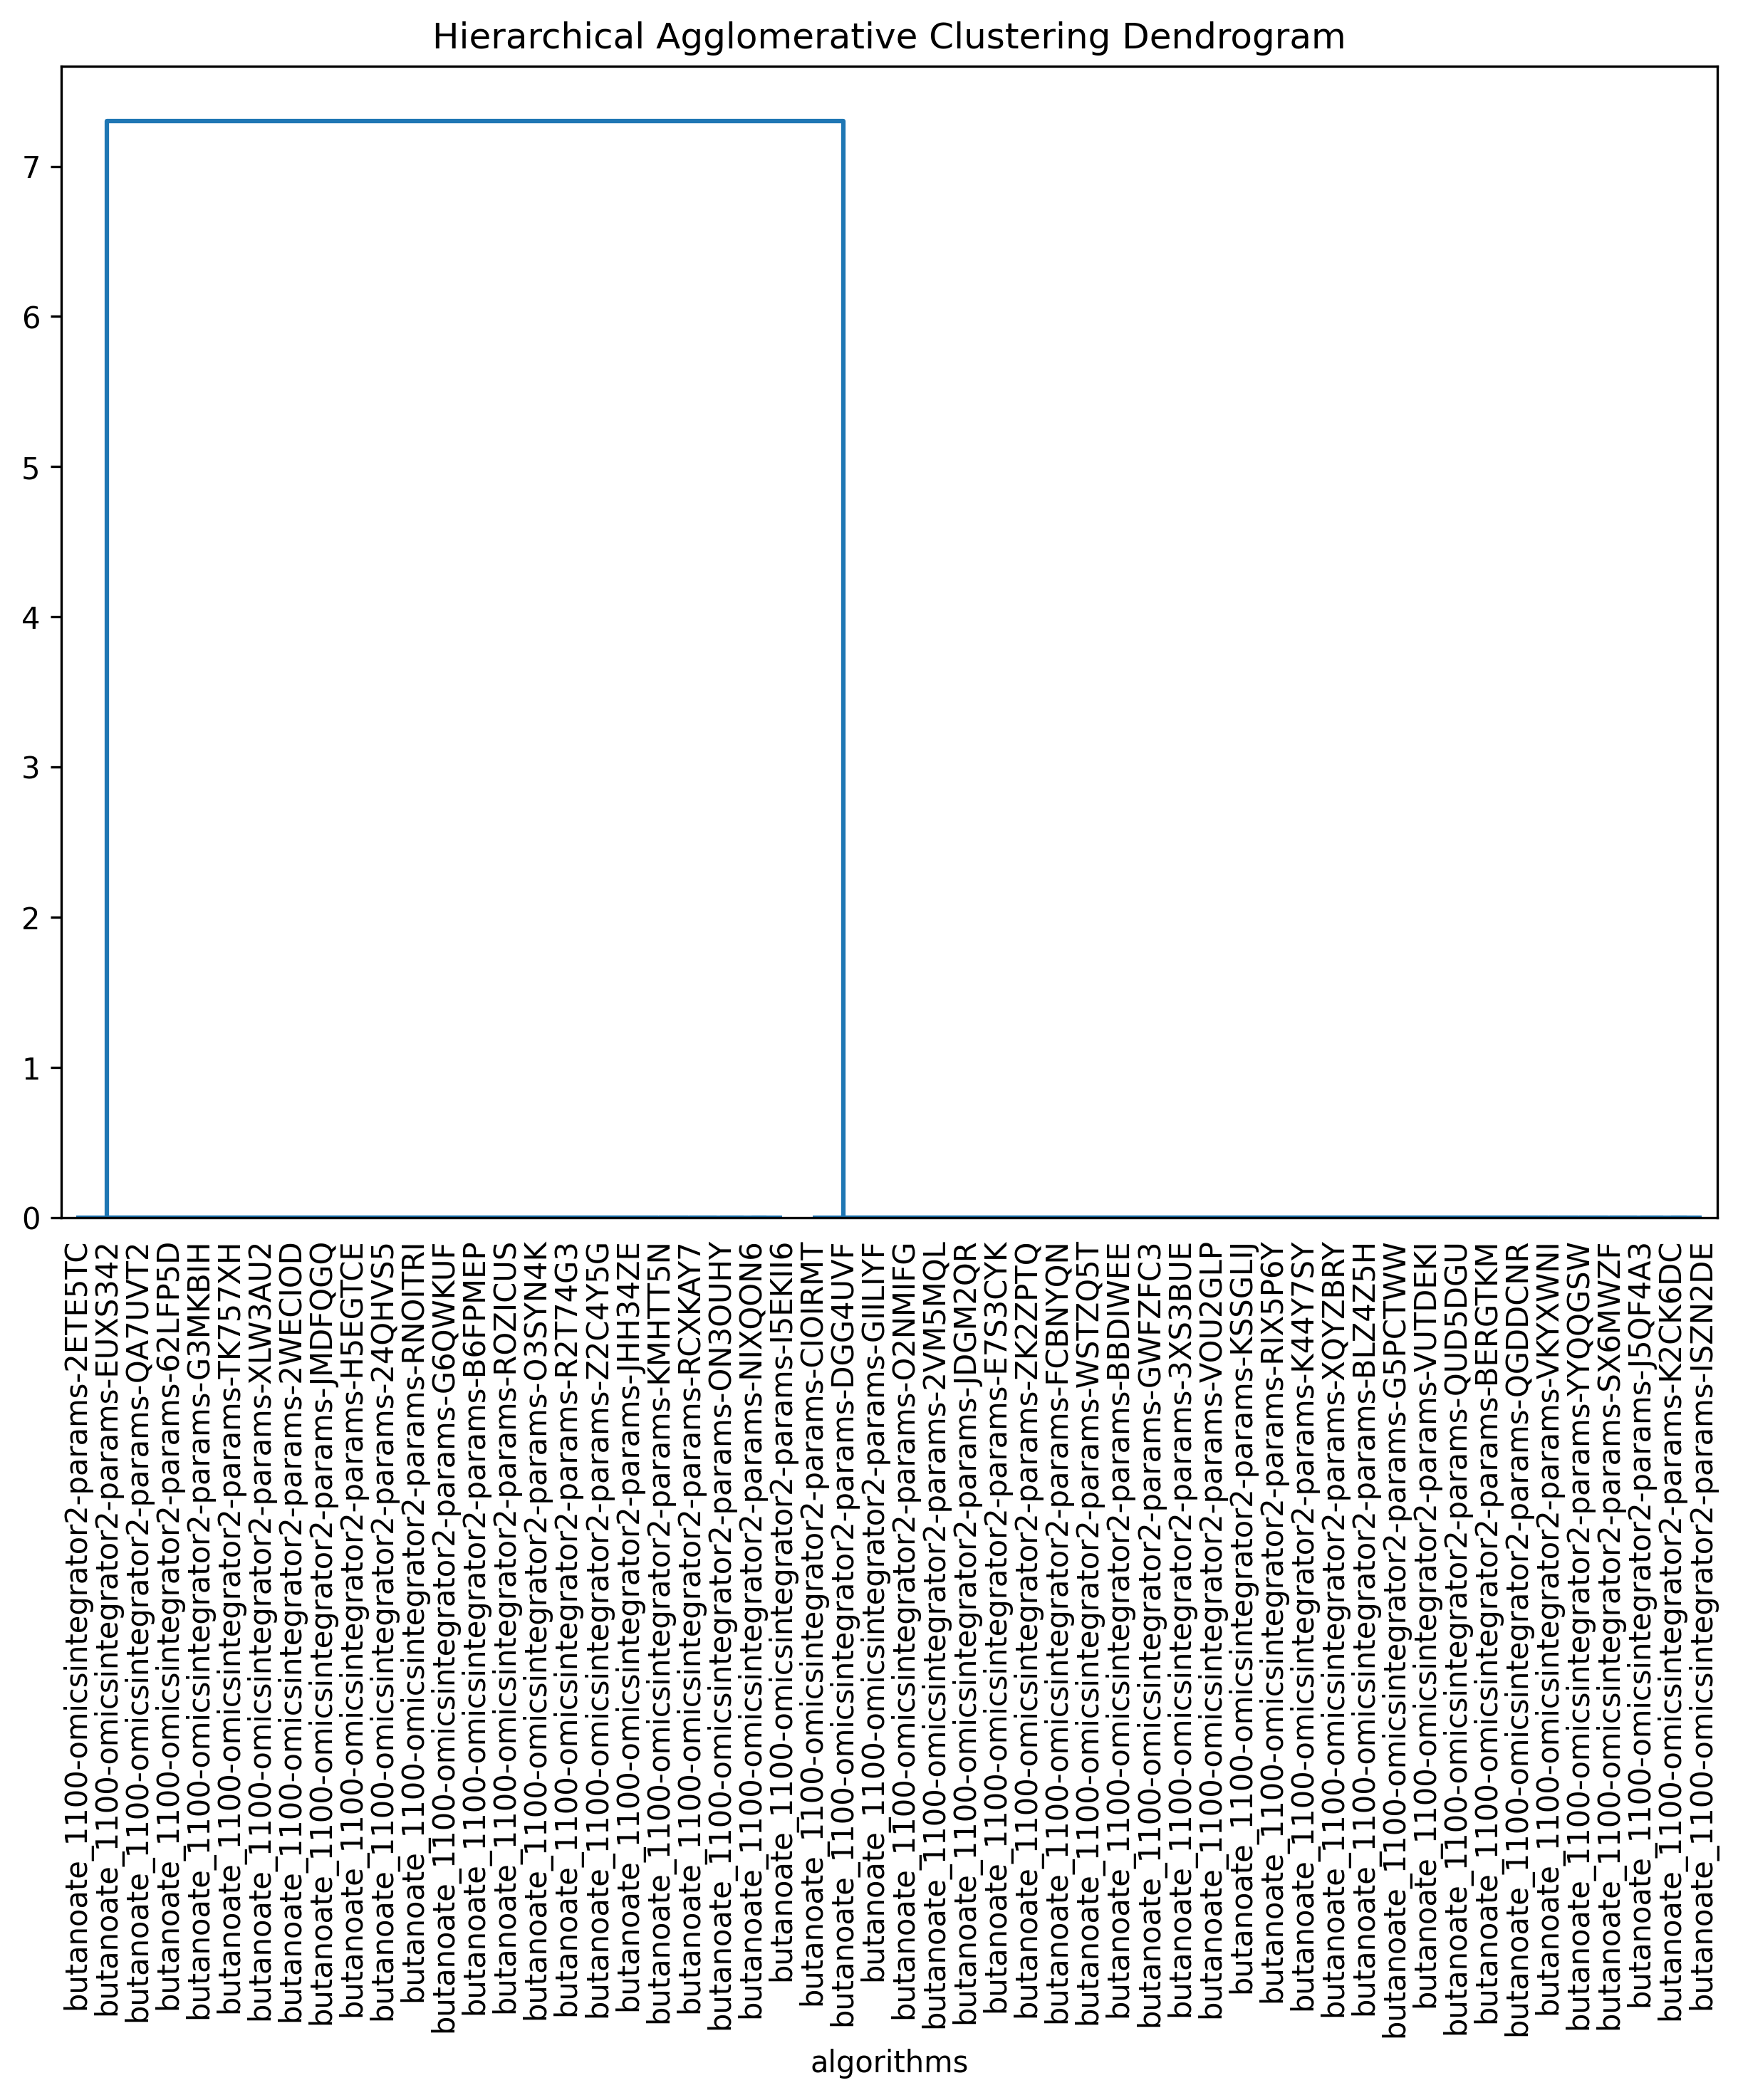 Hierarchical Agglomerative Clustering Dendrogram
7
6
5
4
3
2
1
0
butanoate_1100-omicsintegrator2-params-2ETE5TC
butanoate_1100-omicsintegrator2-params-EUXS342
butanoate_1100-omicsintegrator2-params-QA7UVT2
butanoate_1100-omicsintegrator2-params-62LFP5D
butanoate_1100-omicsintegrator2-params-G3MKBIH
butanoate_1100-omicsintegrator2-params-TK757XH
butanoate_1100-omicsintegrator2-params-XLW3AU2
butanoate_1100-omicsintegrator2-params-2WECIOD
butanoate_1100-omicsintegrator2-params-JMDFQGQ
butanoate_1100-omicsintegrator2-params-H5EGTCE
butanoate_1100-omicsintegrator2-params-24QHVS5
butanoate_1100-omicsintegrator2-params-RNOITRI
butanoate_1100-omicsintegrator2-params-G6QWKUF
butanoate_1100-omicsintegrator2-params-B6FPMEP
butanoate_1100-omicsintegrator2-params-ROZICUS
butanoate_1100-omicsintegrator2-params-O3SYN4K
butanoate_1100-omicsintegrator2-params-R2T74G3
butanoate_1100-omicsintegrator2-params-Z2C4Y5G
butanoate_1100-omicsintegrator2-params-JHH34ZE
butanoate_1100-omicsintegrator2-params-KMHTT5N
butanoate_1100-omicsintegrator2-params-RCXKAY7
butanoate_1100-omicsintegrator2-params-ON3OUHY
butanoate_1100-omicsintegrator2-params-NIXQON6
butanoate_1100-omicsintegrator2-params-I5EKII6
butanoate_1100-omicsintegrator2-params-CIOIRMT
butanoate_1100-omicsintegrator2-params-DGG4UVF
butanoate_1100-omicsintegrator2-params-GIILIYF
butanoate_1100-omicsintegrator2-params-O2NMIFG
butanoate_1100-omicsintegrator2-params-2VM5MQL
butanoate_1100-omicsintegrator2-params-JDGM2QR
butanoate_1100-omicsintegrator2-params-E7S3CYK
butanoate_1100-omicsintegrator2-params-ZK2ZPTQ
butanoate_1100-omicsintegrator2-params-FCBNYQN
butanoate_1100-omicsintegrator2-params-WSTZQ5T
butanoate_1100-omicsintegrator2-params-BBDIWEE
butanoate_1100-omicsintegrator2-params-GWFZFC3
butanoate_1100-omicsintegrator2-params-3XS3BUE
butanoate_1100-omicsintegrator2-params-VOU2GLP
butanoate_1100-omicsintegrator2-params-KSSGLIJ
butanoate_1100-omicsintegrator2-params-RIX5P6Y
butanoate_1100-omicsintegrator2-params-K44Y7SY
butanoate_1100-omicsintegrator2-params-XQYZBRY
butanoate_1100-omicsintegrator2-params-BLZ4Z5H
butanoate_1100-omicsintegrator2-params-G5PCTWW
butanoate_1100-omicsintegrator2-params-VUTDEKI
butanoate_1100-omicsintegrator2-params-QUD5DGU
butanoate_1100-omicsintegrator2-params-BERGTKM
butanoate_1100-omicsintegrator2-params-QGDDCNR
butanoate_1100-omicsintegrator2-params-VKYXWNI
butanoate_1100-omicsintegrator2-params-YYQQGSW
butanoate_1100-omicsintegrator2-params-SX6MWZF
butanoate_1100-omicsintegrator2-params-J5QF4A3
butanoate_1100-omicsintegrator2-params-K2CK6DC
butanoate_1100-omicsintegrator2-params-ISZN2DE
algorithms